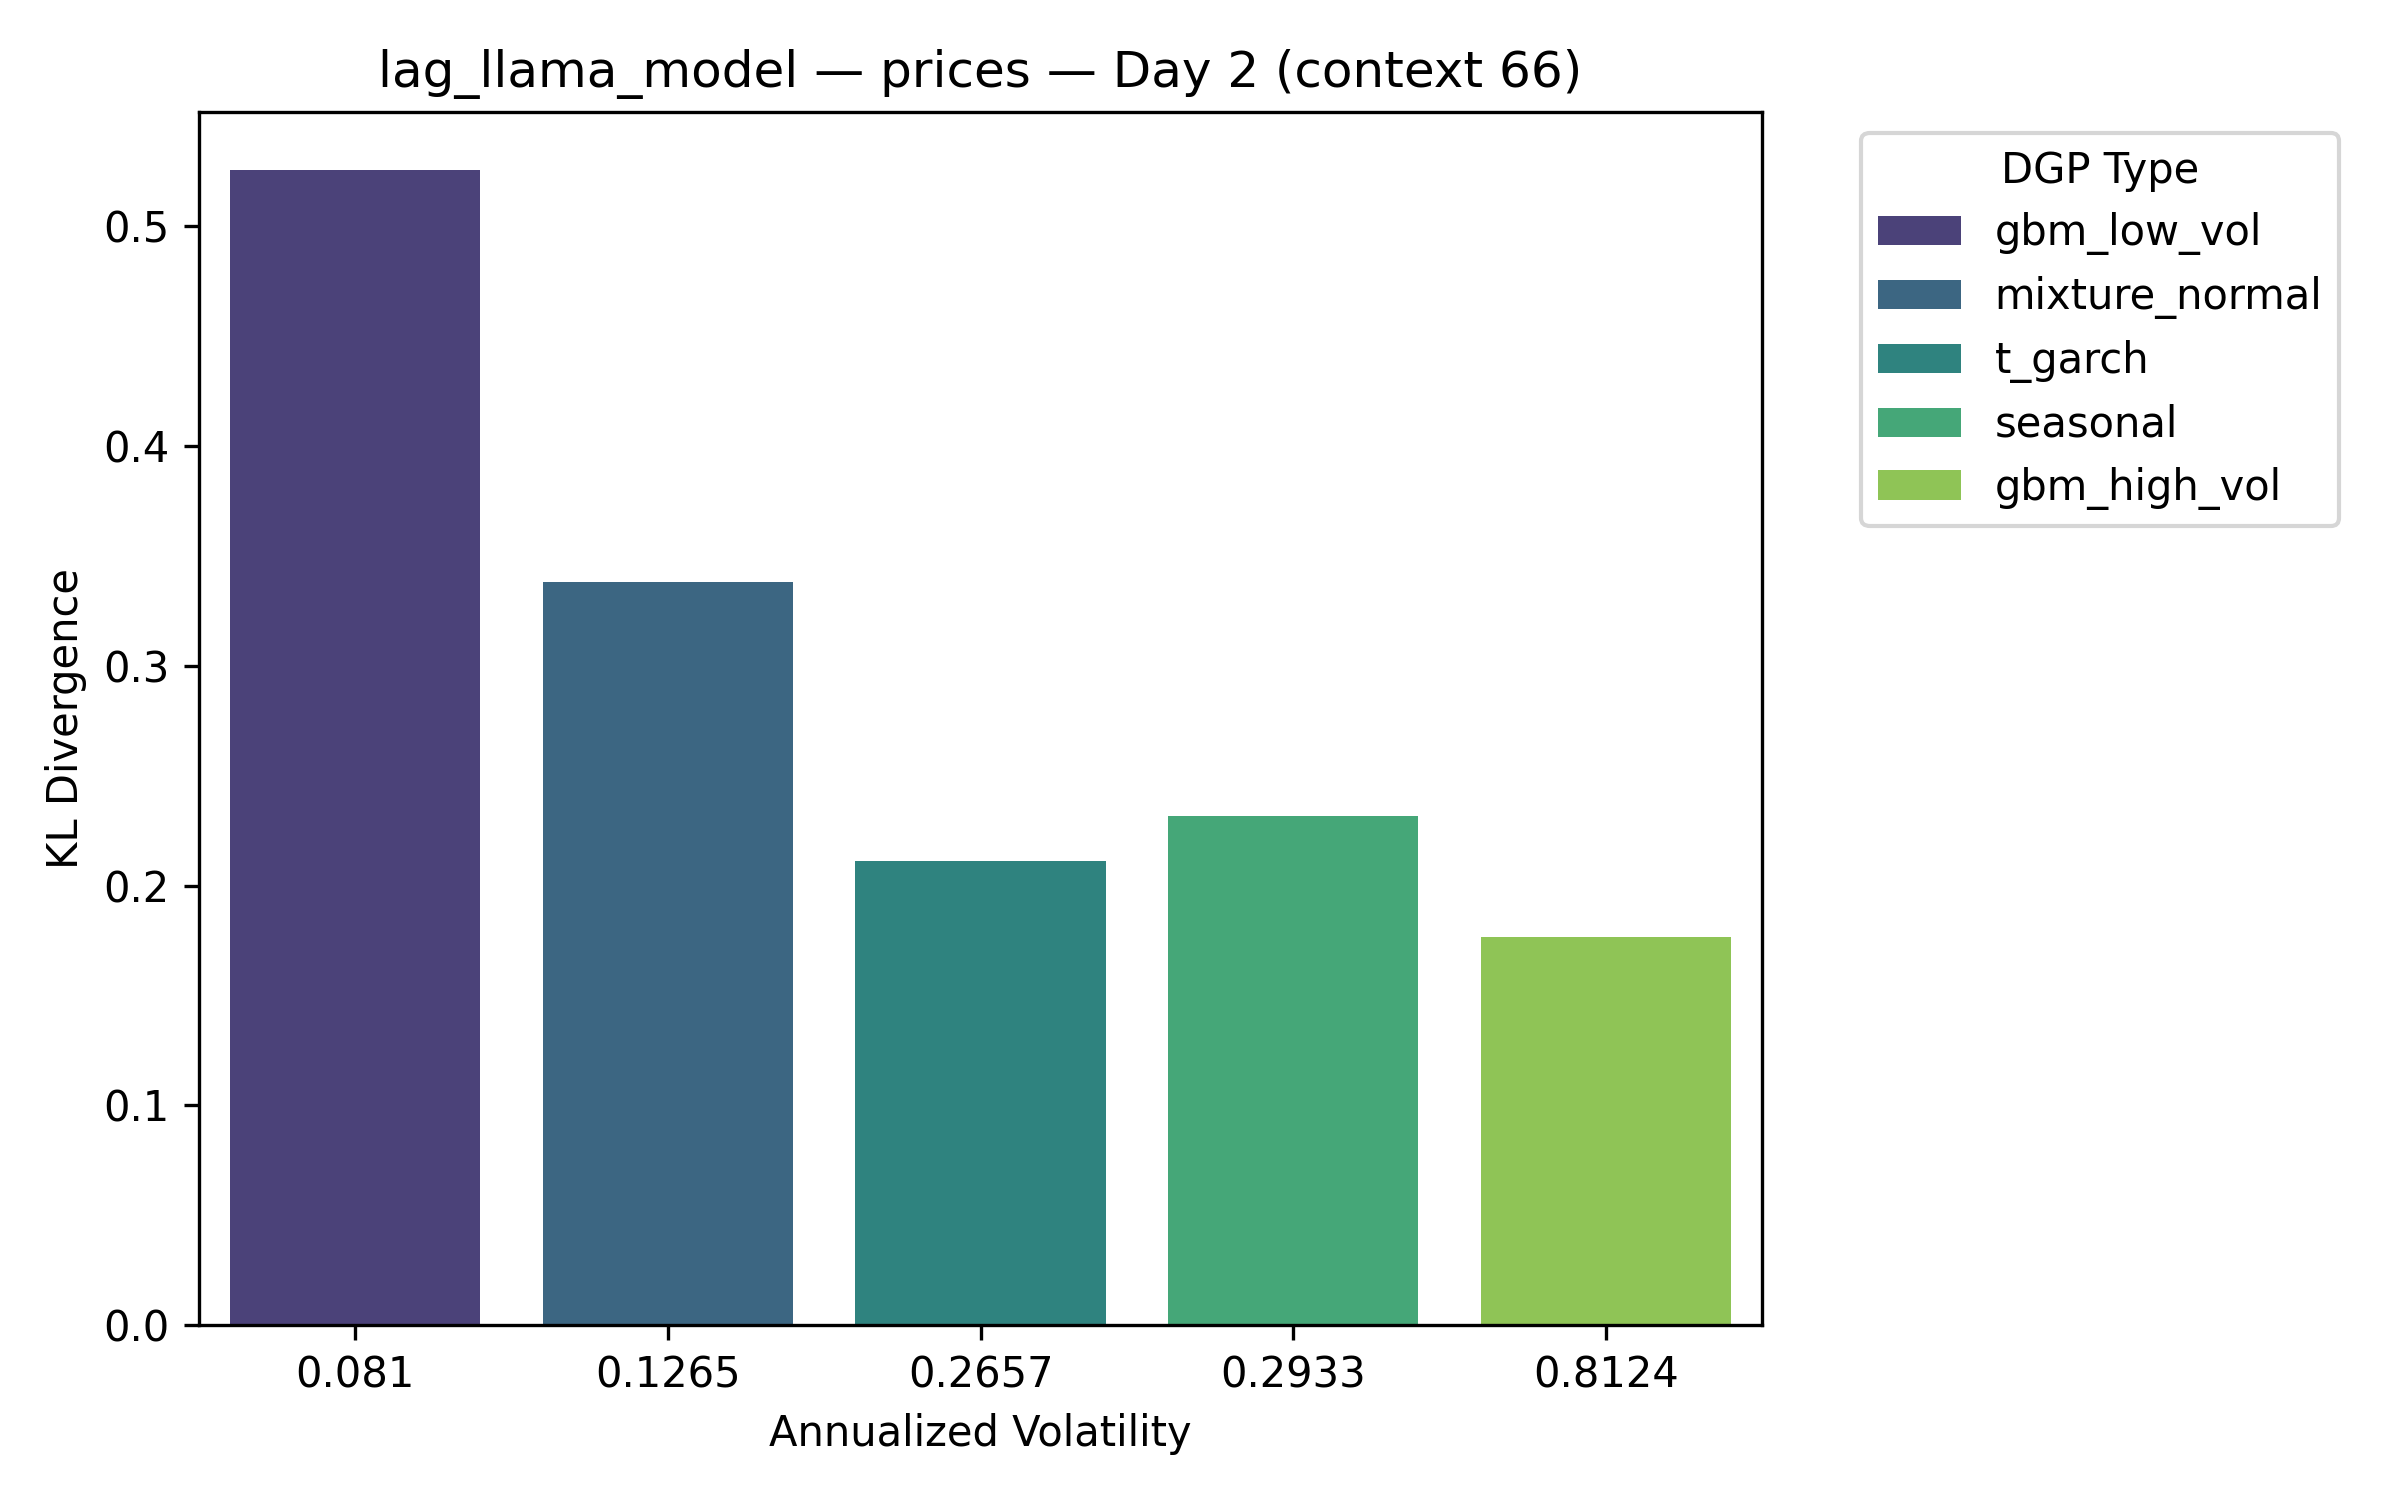 lag_llama_model — prices — Day 2 (context 66)
DGP Type
gbm_low_vol
mixture_normal
t_garch
seasonal
gbm_high_vol
KL Divergence
0.5
0.4
0.3
0.2
0.1
0.0
0.081 0.1265 0.2657 0.2933 0.8124
Annualized Volatility